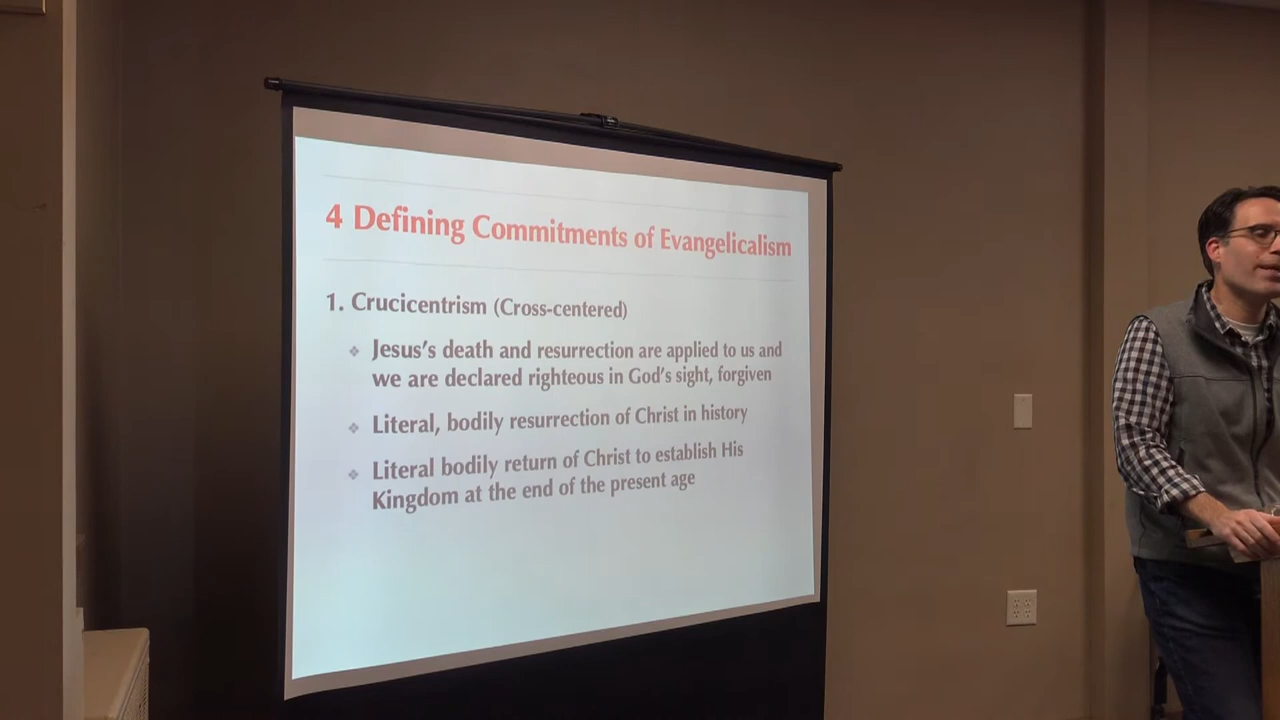 4 Defining Commitments of Evangelicalism
1. Crucicentrism (Cross-centered)
❖ Jesus's death and resurrection are applied to us and
we are declared righteous in God's sight, forgiven
❖ Literal, bodily resurrection of Christ in history
❖ Literal bodily return of Christ to establish His
Kingdom at the end of the present age